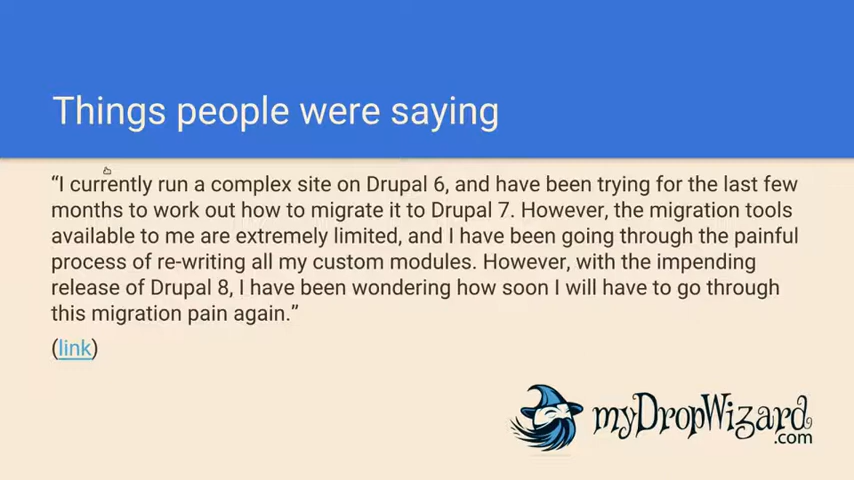 Things people were saying
“I currently run a complex site on Drupal 6, and have been trying for the last few
months to work out how to migrate it to Drupal 7. However, the migration tools
available to me are extremely limited, and I have been going through the painful
process of re-writing all my custom modules. However, with the impending
release of Drupal 8, I have been wondering how soon I will have to go through
this migration pain again.”
(link)
myDropWizard
.com